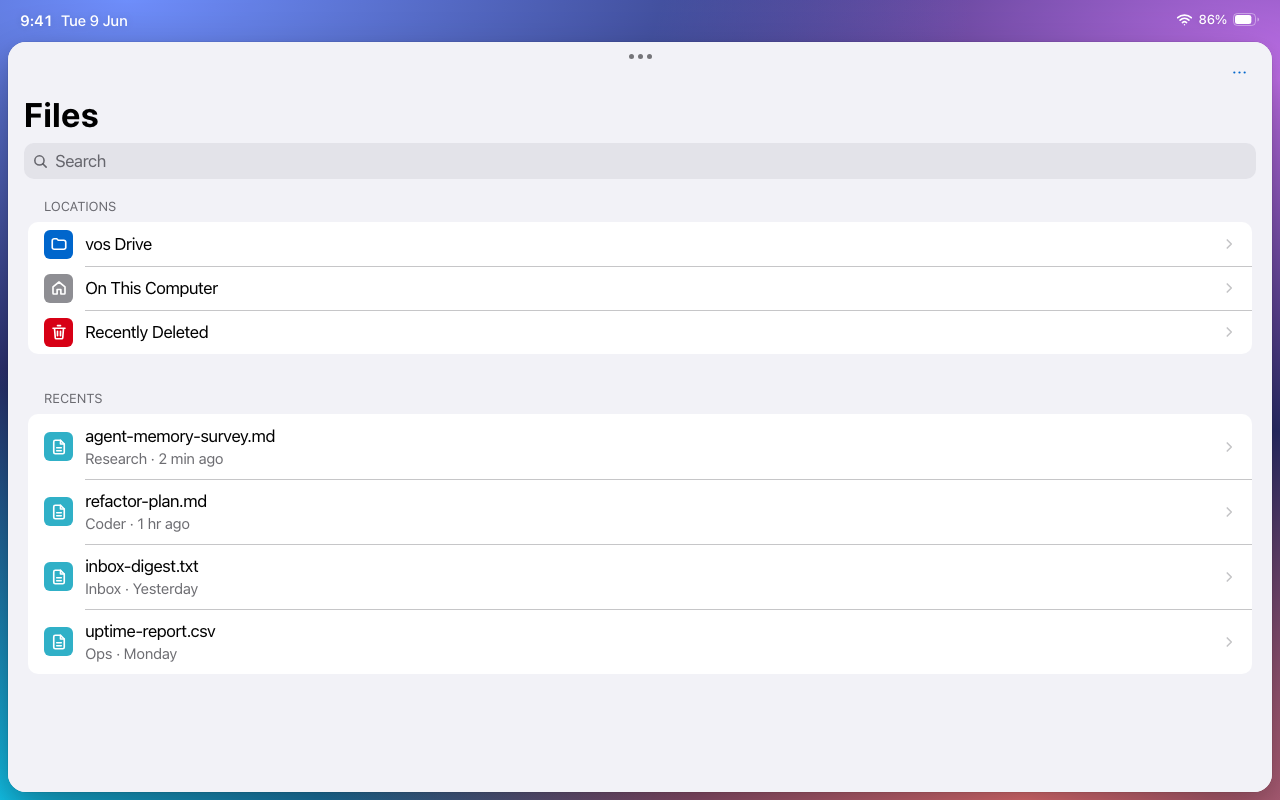 9:41 Tue 9 Jun
86%
Files
Search
LOCATIONS
vos Drive
On This Computer
Recently Deleted
RECENTS
agent-memory-survey.md
Research · 2 min ago
refactor-plan.md
Coder · 1 hr ago
inbox-digest.txt
Inbox · Yesterday
uptime-report.csv
Ops · Monday